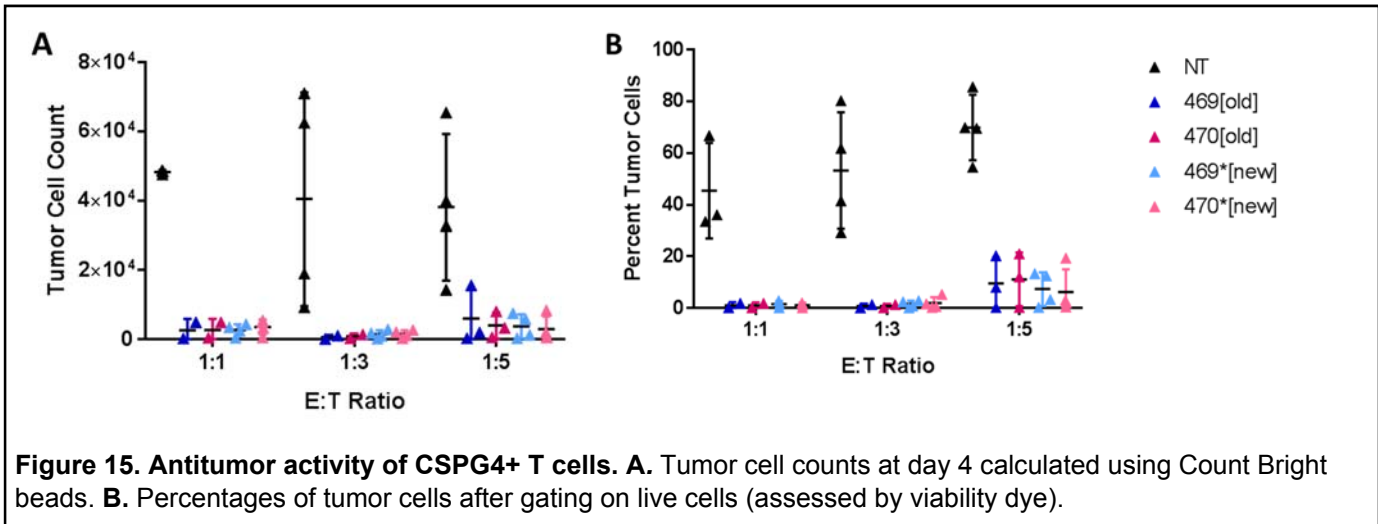 A
Tumor Cell Count
8×10⁴
6×10⁴
4×10⁴
2×10⁴
0
1:1 1:3 1:5
E:T Ratio
B
Percent Tumor Cells
100
80
60
40
20
0
1:1 1:3 1:5
E:T Ratio
NT
469[old]
470[old]
469*[new]
470*[new]
Figure 15. Antitumor activity of CSPG4+ T cells. A. Tumor cell counts at day 4 calculated using Count Bright
beads. B. Percentages of tumor cells after gating on live cells (assessed by viability dye).